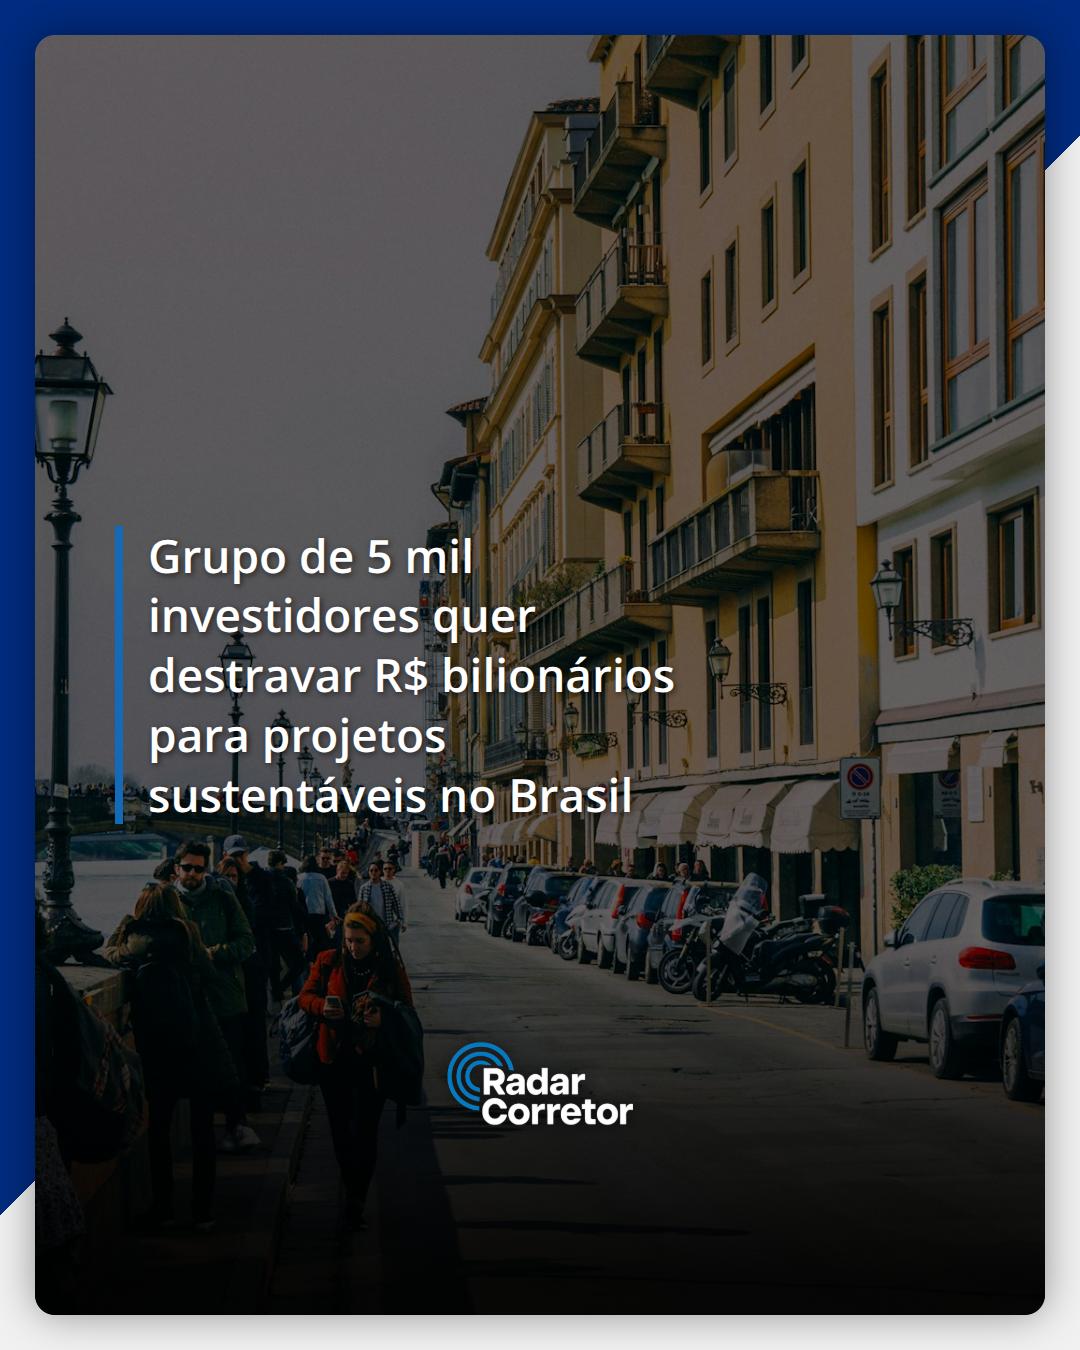 Grupo de 5 mil
investidores quer
destravar R$ bilionários
para projetos
sustentáveis no Brasil
Radar
Corretor